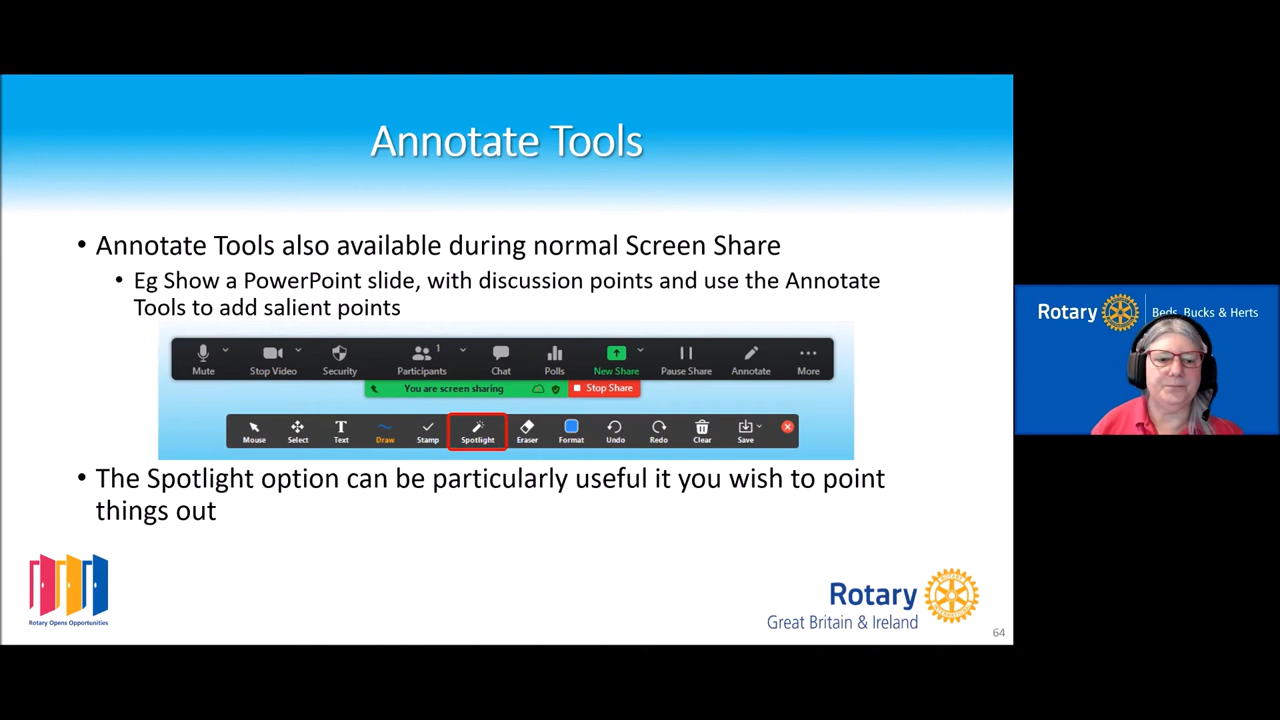 Annotate Tools
• Annotate Tools also available during normal Screen Share
• Eg Show a PowerPoint slide, with discussion points and use the Annotate
Tools to add salient points
1
Mute Stop Video Security Participants Chat Polls New Share Pause Share Annotate More
You are screen sharing Stop Share
Mouse Select Text Draw Stamp Spotlight Eraser Format Undo Redo Clear Save
• The Spotlight option can be particularly useful it you wish to point
things out
Rotary Opens Opportunities
Rotary
Great Britain & Ireland
64
Rotary Beds, Bucks & Herts